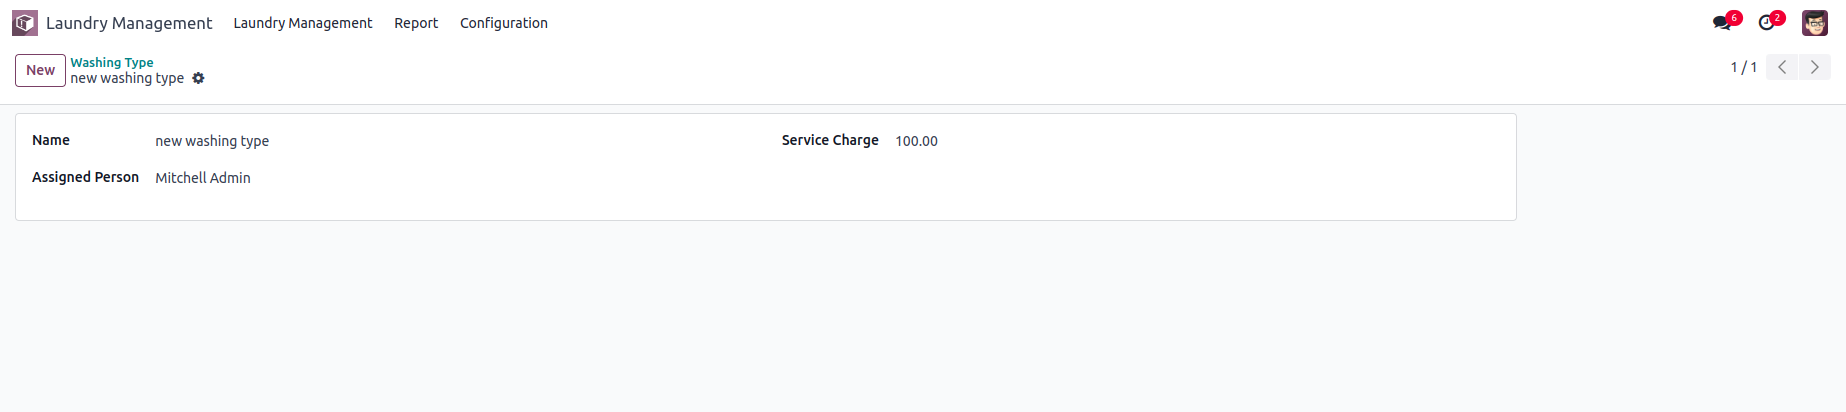 Laundry Management Laundry Management Report Configuration 6 2
New Washing Type 1 / 1
new washing type
Name new washing type Service Charge 100.00
Assigned Person Mitchell Admin